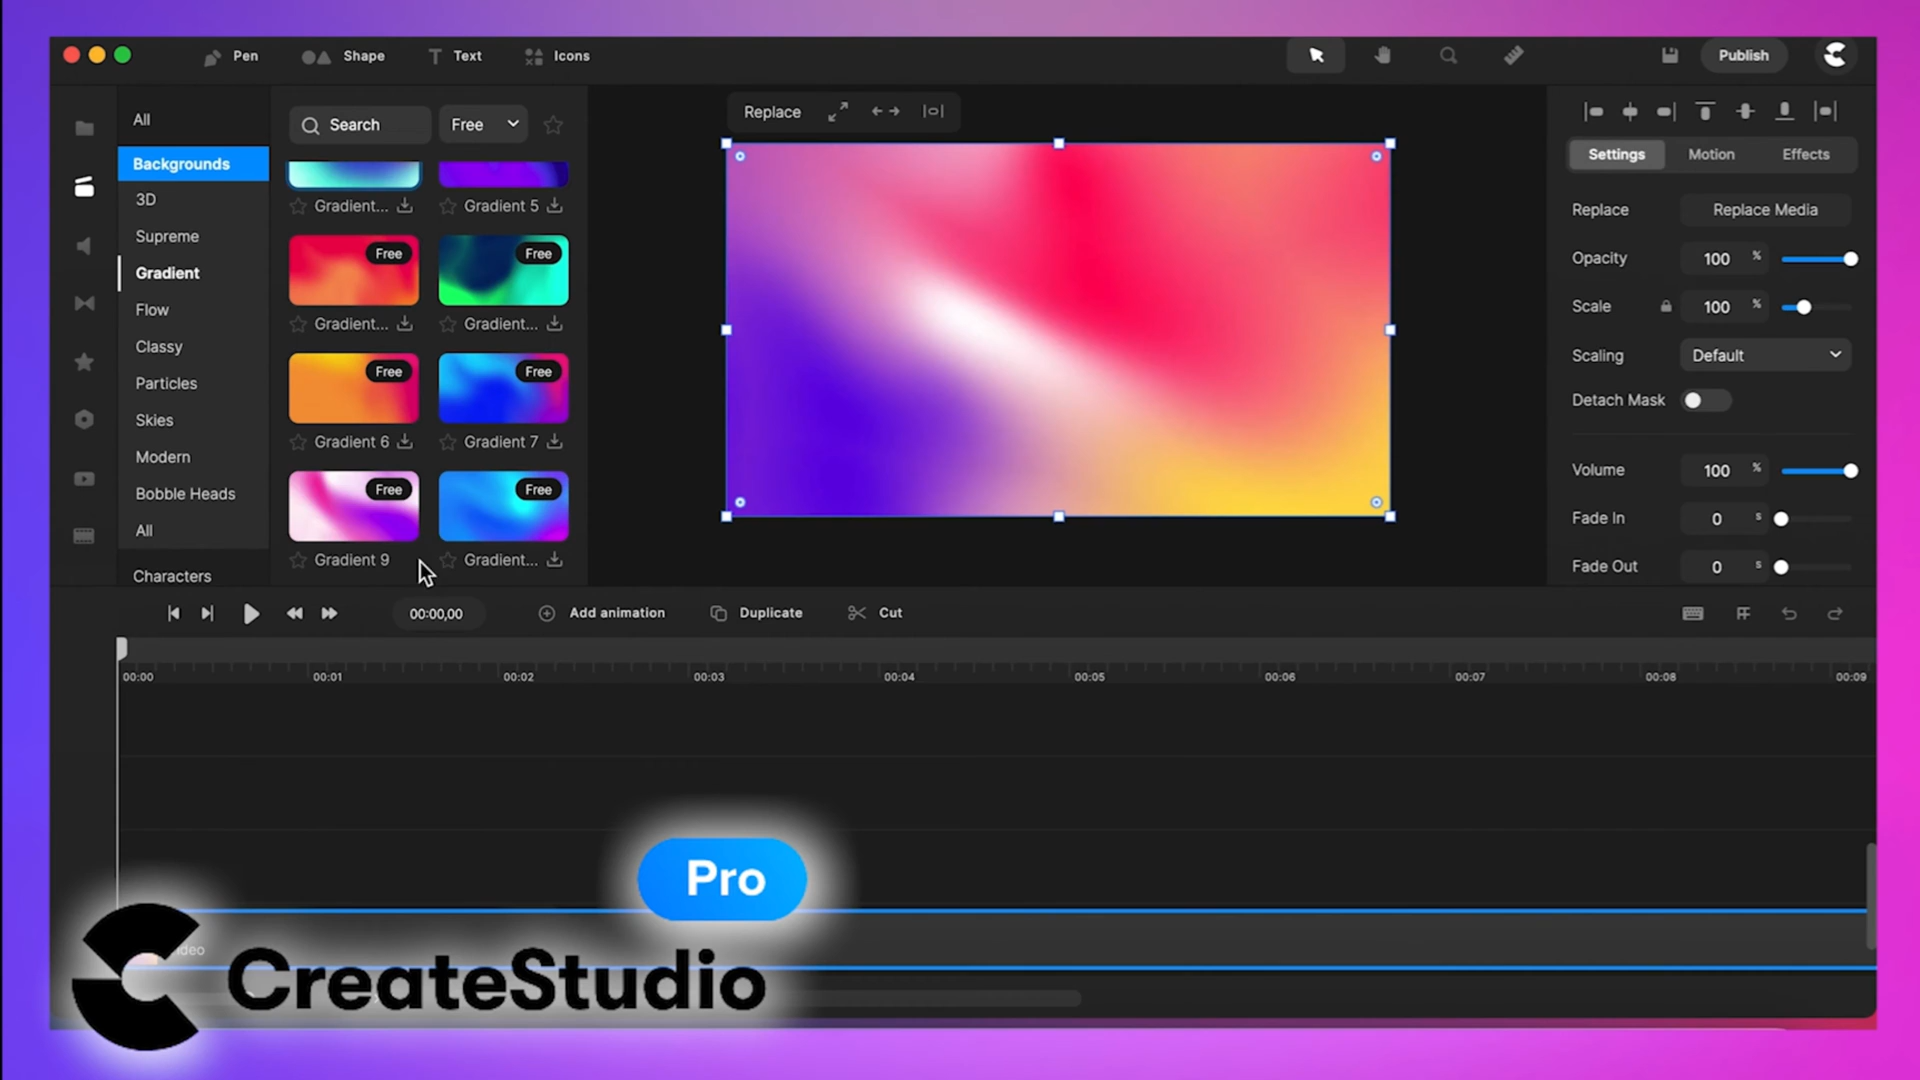 Pen
Shape
Text
Icons
Publish
All
Backgrounds
3D
Supreme
Gradient
Flow
Classy
Particles
Skies
Modern
Bobble Heads
All
Characters
Search
Free
Gradient...
Gradient 5
Free
Free
Gradient...
Gradient...
Free
Free
Gradient 6
Gradient 7
Free
Free
Gradient 9
Gradient...
Replace
Settings
Motion
Effects
Replace
Replace Media
Opacity
100 %
Scale
100 %
Scaling
Default
Detach Mask
Volume
100 %
Fade In
0 s
Fade Out
0 s
00:00,00
Add animation
Duplicate
Cut
00:00
00:01
00:02
00:03
00:04
00:05
00:06
00:07
00:08
00:09
Pro
CreateStudio